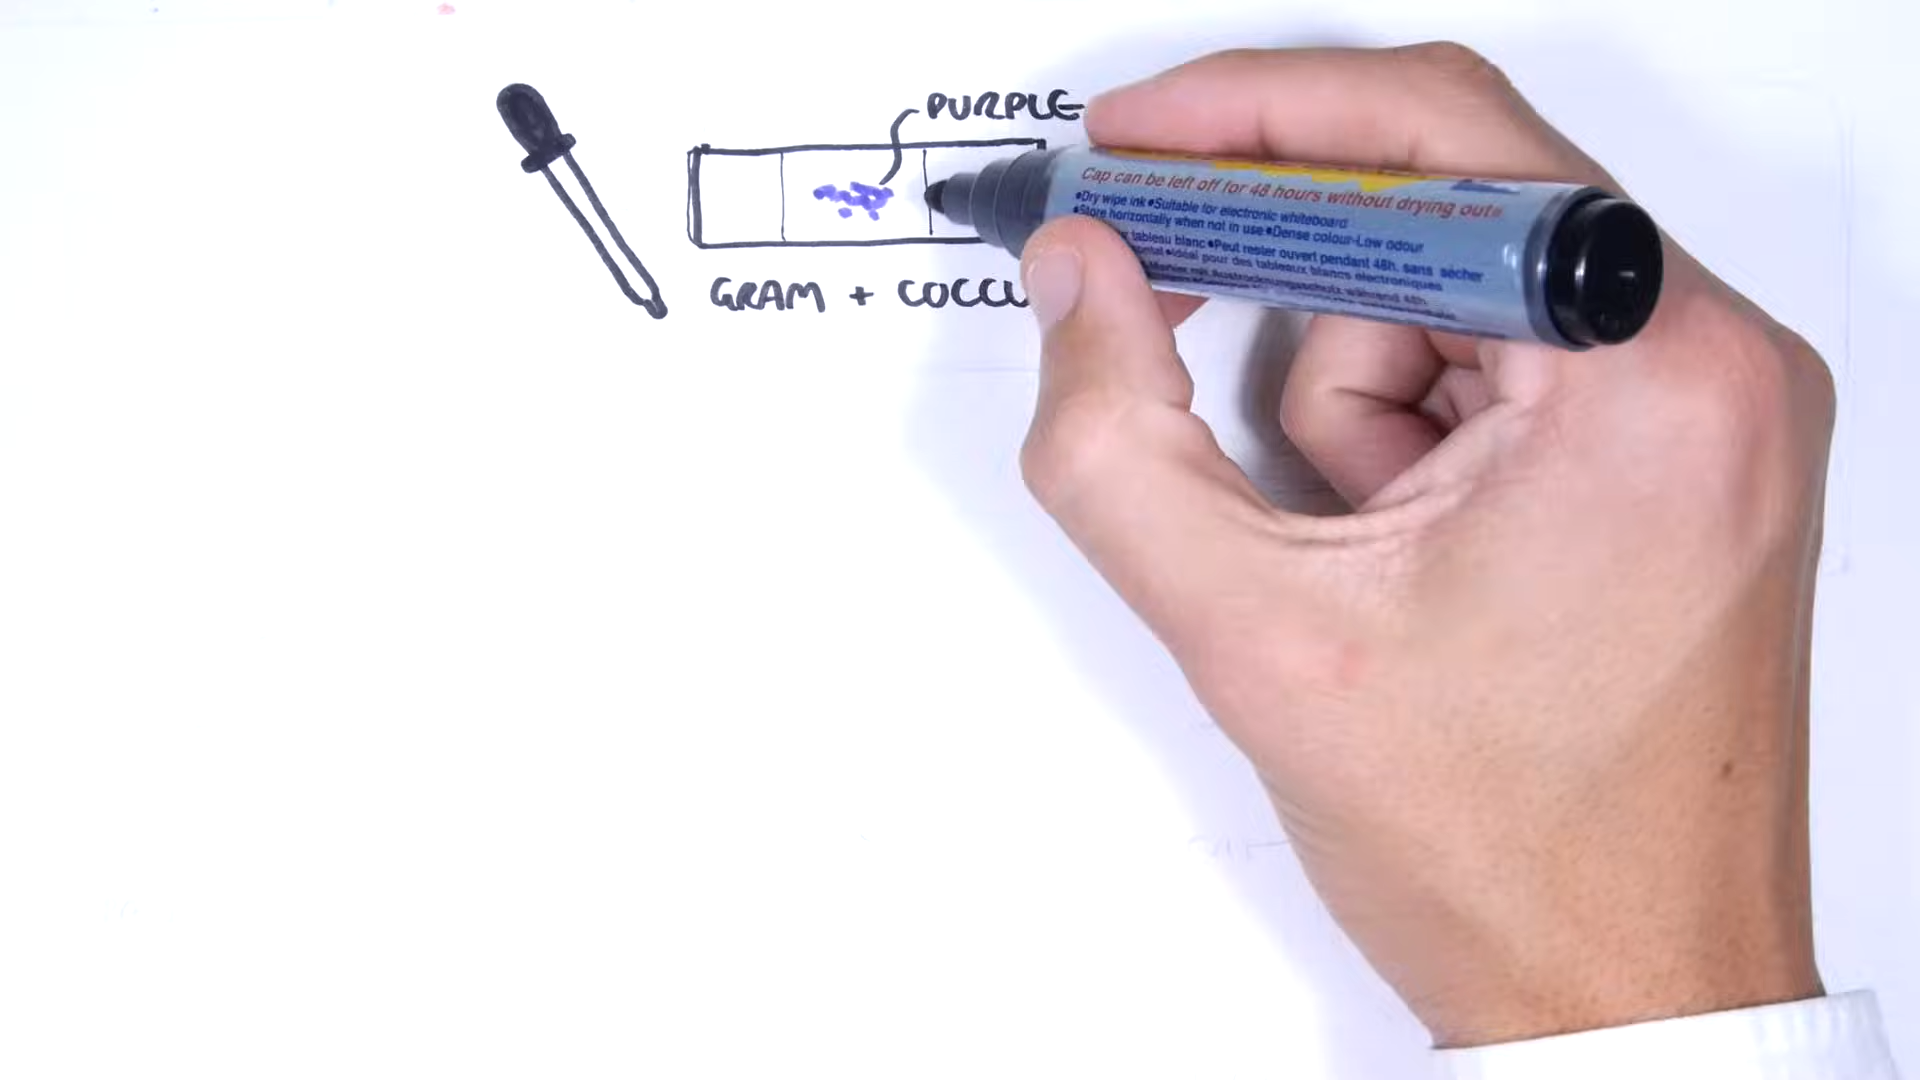 PURPLE
GRAM + COCCU
Cap can be left off for 48 hours without drying out
•Dry wipe ink •Suitable for electronic whiteboard
•Store horizontally when not in use •Dense colour-Low odour
tableau blanc •Peut rester ouvert pendant 48h. sans sécher
•Idéal pour des tableaux blancs électroniques